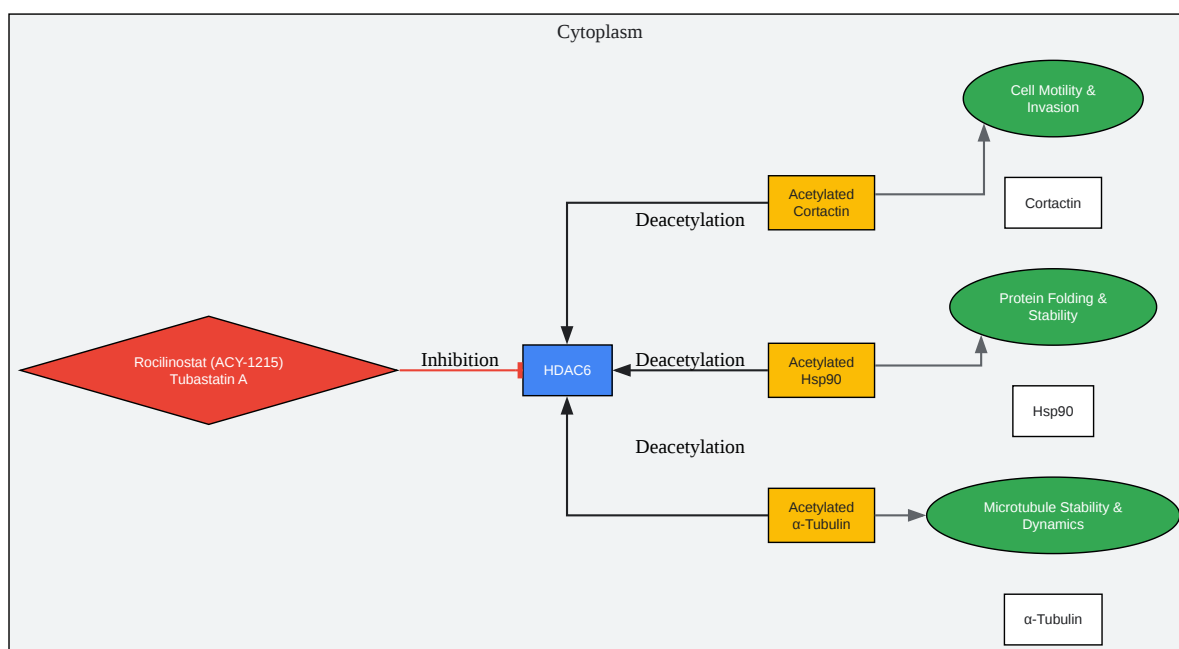 Cytoplasm
Cell Motility &
Invasion
Acetylated
Cortactin
Cortactin
Deacetylation
Protein Folding &
Stability
Rocilinostat (ACY-1215)
Tubastatin A
Inhibition
HDAC6
Deacetylation
Acetylated
Hsp90
Hsp90
Deacetylation
Acetylated
α-Tubulin
Microtubule Stability &
Dynamics
α-Tubulin